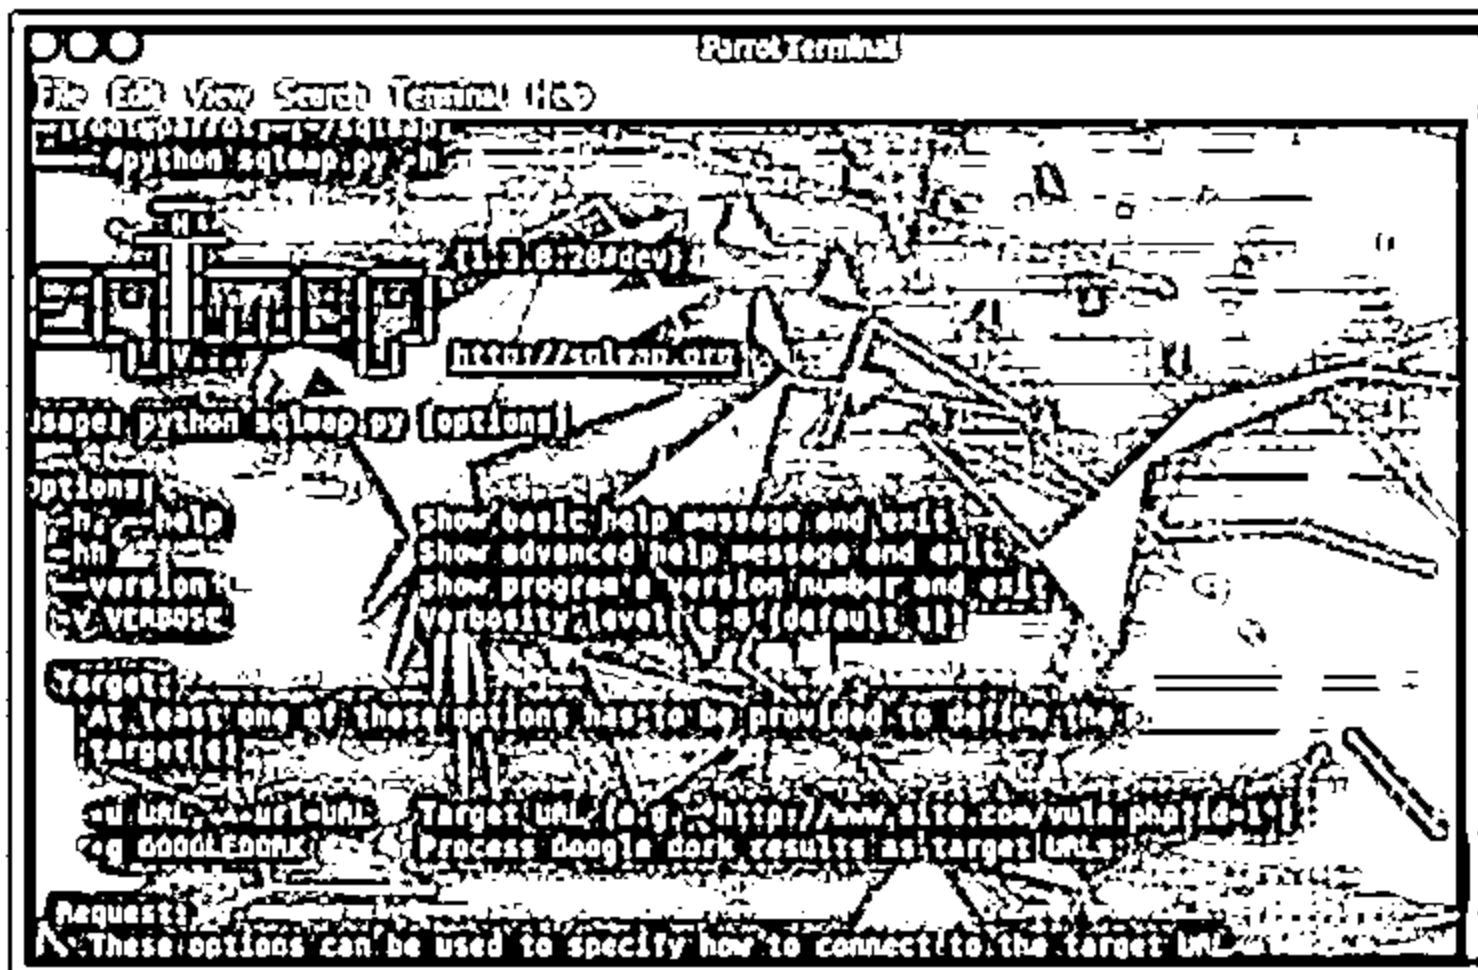 Parrot Terminal
File Edit View Search Terminal Help
#python sqlmap.py -h
H
{1.3.8.28#dev}
V
http://sqlmap.org
Usage: python sqlmap.py [options]
Options:
-h, --help Show basic help message and exit
-hh Show advanced help message and exit
--version Show program's version number and exit
-v VERBOSE Verbosity level: 0-6 (default 1)
Target:
At least one of these options has to be provided to define the
target(s)
-u URL, --url=URL Target URL (e.g. "http://www.site.com/vuln.php?id=1")
-g GOOGLEDORK Process Google dork results as target URLs
Request:
These options can be used to specify how to connect to the target URL